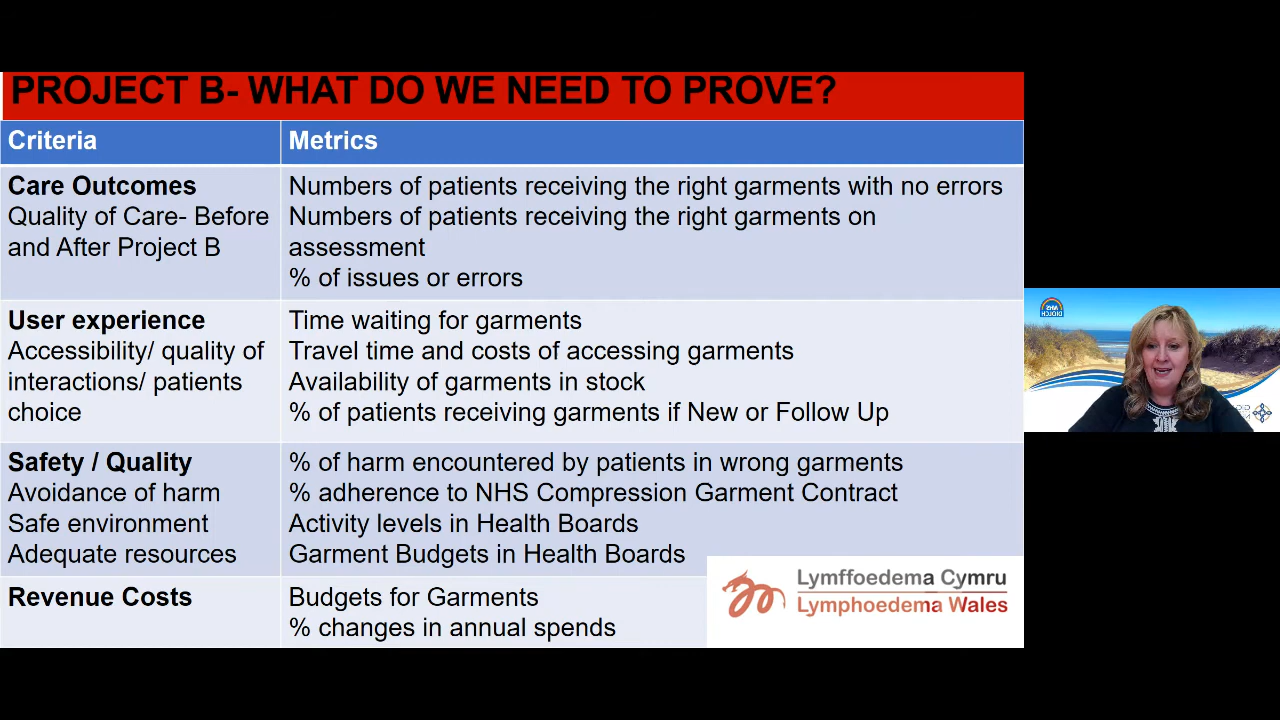 PROJECT B- WHAT DO WE NEED TO PROVE?
Criteria
Metrics
Care Outcomes
Quality of Care- Before
and After Project B
Numbers of patients receiving the right garments with no errors
Numbers of patients receiving the right garments on
assessment
% of issues or errors
User experience
Accessibility/ quality of
interactions/ patients
choice
Time waiting for garments
Travel time and costs of accessing garments
Availability of garments in stock
% of patients receiving garments if New or Follow Up
Safety / Quality
Avoidance of harm
Safe environment
Adequate resources
% of harm encountered by patients in wrong garments
% adherence to NHS Compression Garment Contract
Activity levels in Health Boards
Garment Budgets in Health Boards
Revenue Costs
Budgets for Garments
% changes in annual spends
Lymffoedema Cymru
Lymphoedema Wales
NHS
DIOLCH